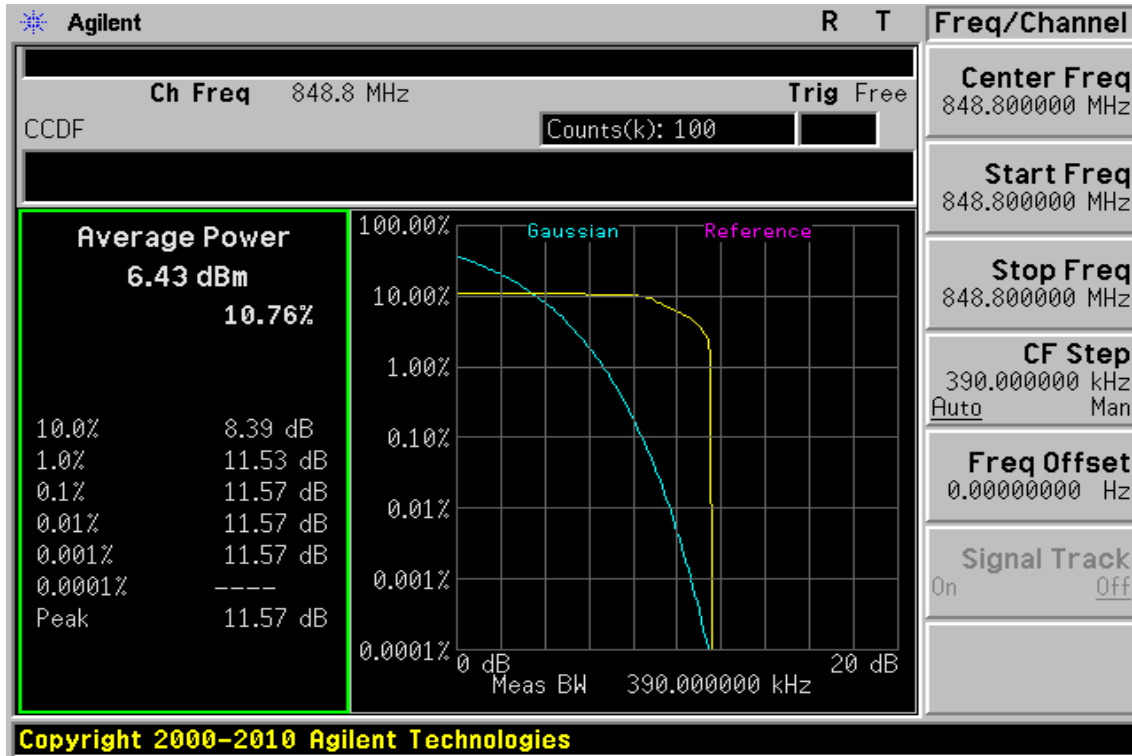 Agilent R T
Ch Freq 848.8 MHz Trig Free
CCDF Counts(k): 100
Average Power
6.43 dBm
10.76%
10.0% 8.39 dB
1.0% 11.53 dB
0.1% 11.57 dB
0.01% 11.57 dB
0.001% 11.57 dB
0.0001% ----
Peak 11.57 dB
Gaussian Reference
100.00%
10.00%
1.00%
0.10%
0.01%
0.001%
0.0001%
0 dB 20 dB
Meas BW 390.000000 kHz
Freq/Channel
Center Freq
848.800000 MHz
Start Freq
848.800000 MHz
Stop Freq
848.800000 MHz
CF Step
390.000000 kHz
Auto Man
Freq Offset
0.00000000 Hz
Signal Track
On Off
Copyright 2000-2010 Agilent Technologies